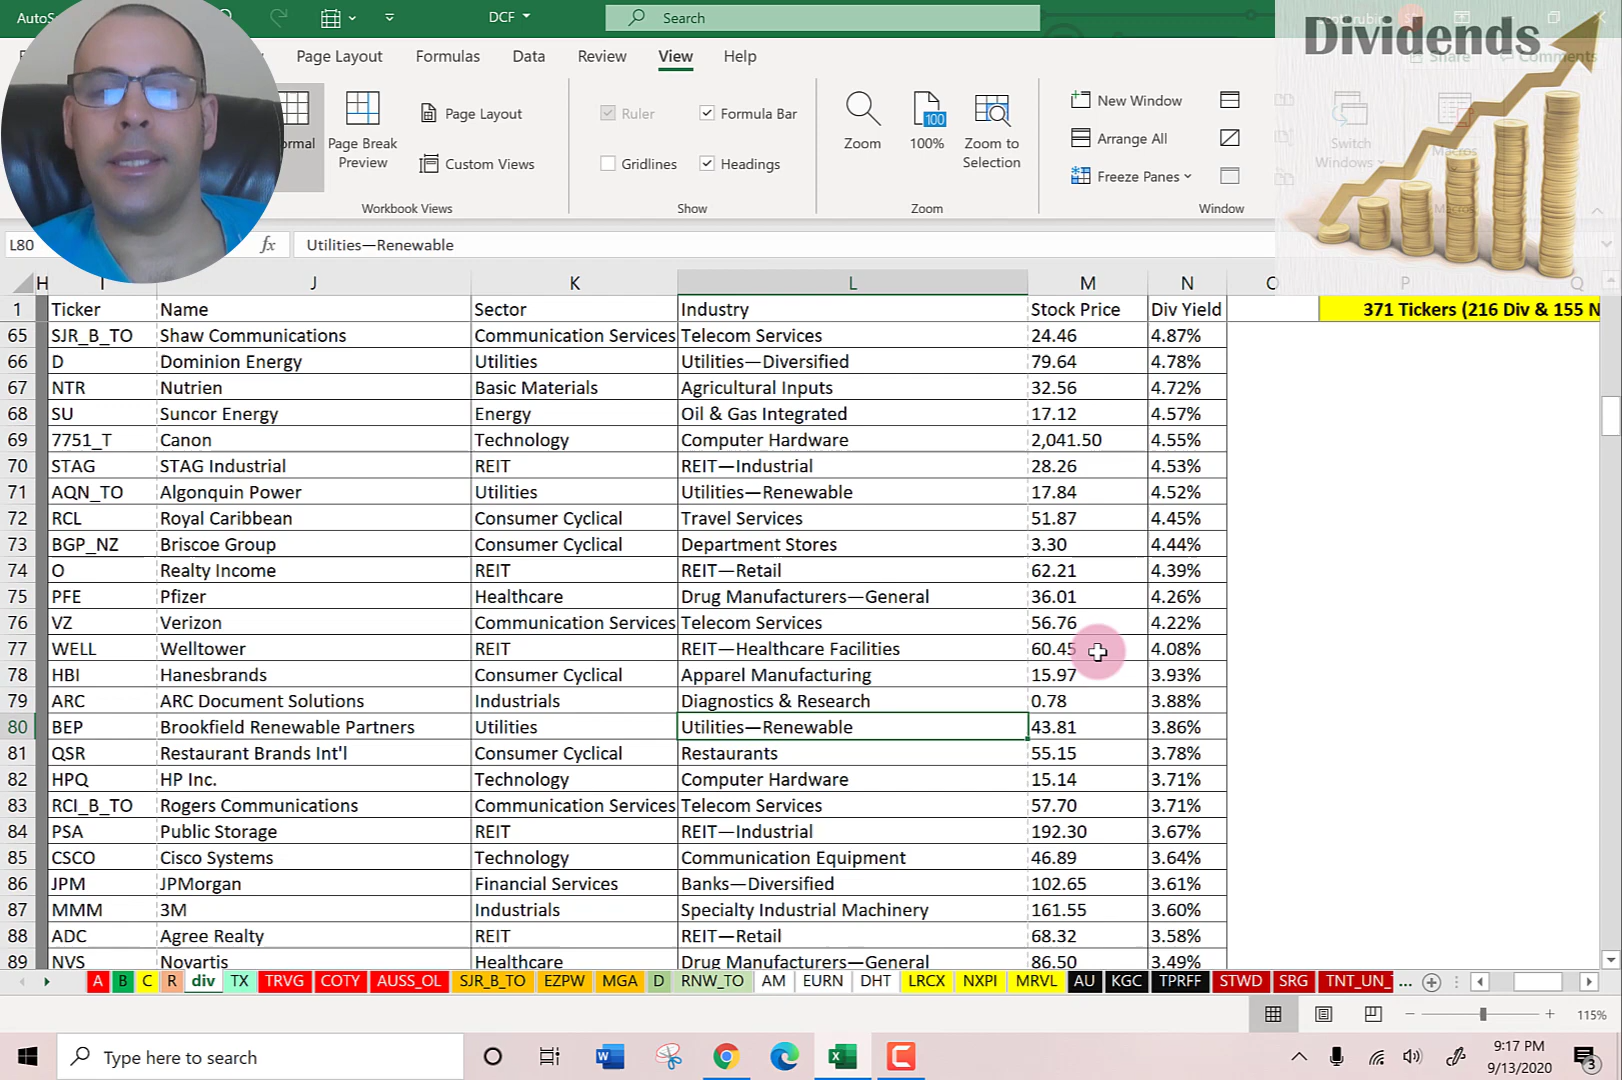 AutoS
DCF
Search
Dividends
Share
Comments
Page Layout
Formulas
Data
Review
View
Help
Page Break
Preview
Page Layout
Custom Views
Workbook Views
Ruler
Formula Bar
Gridlines
Headings
Show
Zoom
100
100%
Zoom to
Selection
Zoom
New Window
Arrange All
Freeze Panes
Window
Switch
Windows
Macros
L80
fx
Utilities—Renewable
H J K L M N O P Q
1 Ticker Name Sector Industry Stock Price Div Yield 371 Tickers (216 Div & 155 N
65 SJR_B_TO Shaw Communications Communication Services Telecom Services 24.46 4.87%
66 D Dominion Energy Utilities Utilities—Diversified 79.64 4.78%
67 NTR Nutrien Basic Materials Agricultural Inputs 32.56 4.72%
68 SU Suncor Energy Energy Oil & Gas Integrated 17.12 4.57%
69 7751_T Canon Technology Computer Hardware 2,041.50 4.55%
70 STAG STAG Industrial REIT REIT—Industrial 28.26 4.53%
71 AQN_TO Algonquin Power Utilities Utilities—Renewable 17.84 4.52%
72 RCL Royal Caribbean Consumer Cyclical Travel Services 51.87 4.45%
73 BGP_NZ Briscoe Group Consumer Cyclical Department Stores 3.30 4.44%
74 O Realty Income REIT REIT—Retail 62.21 4.39%
75 PFE Pfizer Healthcare Drug Manufacturers—General 36.01 4.26%
76 VZ Verizon Communication Services Telecom Services 56.76 4.22%
77 WELL Welltower REIT REIT—Healthcare Facilities 60.45 4.08%
78 HBI Hanesbrands Consumer Cyclical Apparel Manufacturing 15.97 3.93%
79 ARC ARC Document Solutions Industrials Diagnostics & Research 0.78 3.88%
80 BEP Brookfield Renewable Partners Utilities Utilities—Renewable 43.81 3.86%
81 QSR Restaurant Brands Int'l Consumer Cyclical Restaurants 55.15 3.78%
82 HPQ HP Inc. Technology Computer Hardware 15.14 3.71%
83 RCI_B_TO Rogers Communications Communication Services Telecom Services 57.70 3.71%
84 PSA Public Storage REIT REIT—Industrial 192.30 3.67%
85 CSCO Cisco Systems Technology Communication Equipment 46.89 3.64%
86 JPM JPMorgan Financial Services Banks—Diversified 102.65 3.61%
87 MMM 3M Industrials Specialty Industrial Machinery 161.55 3.60%
88 ADC Agree Realty REIT REIT—Retail 68.32 3.58%
89 NVS Novartis Healthcare Drug Manufacturers—General 86.50 3.49%
A B C R div TX TRVG COTY AUSS_OL SJR_B_TO EZPW MGA D RNW_TO AM EURN DHT LRCX NXPI MRVL AU KGC TPRFF STWD SRG TNT_UN_ ...
115%
Type here to search
9:17 PM
9/13/2020
3